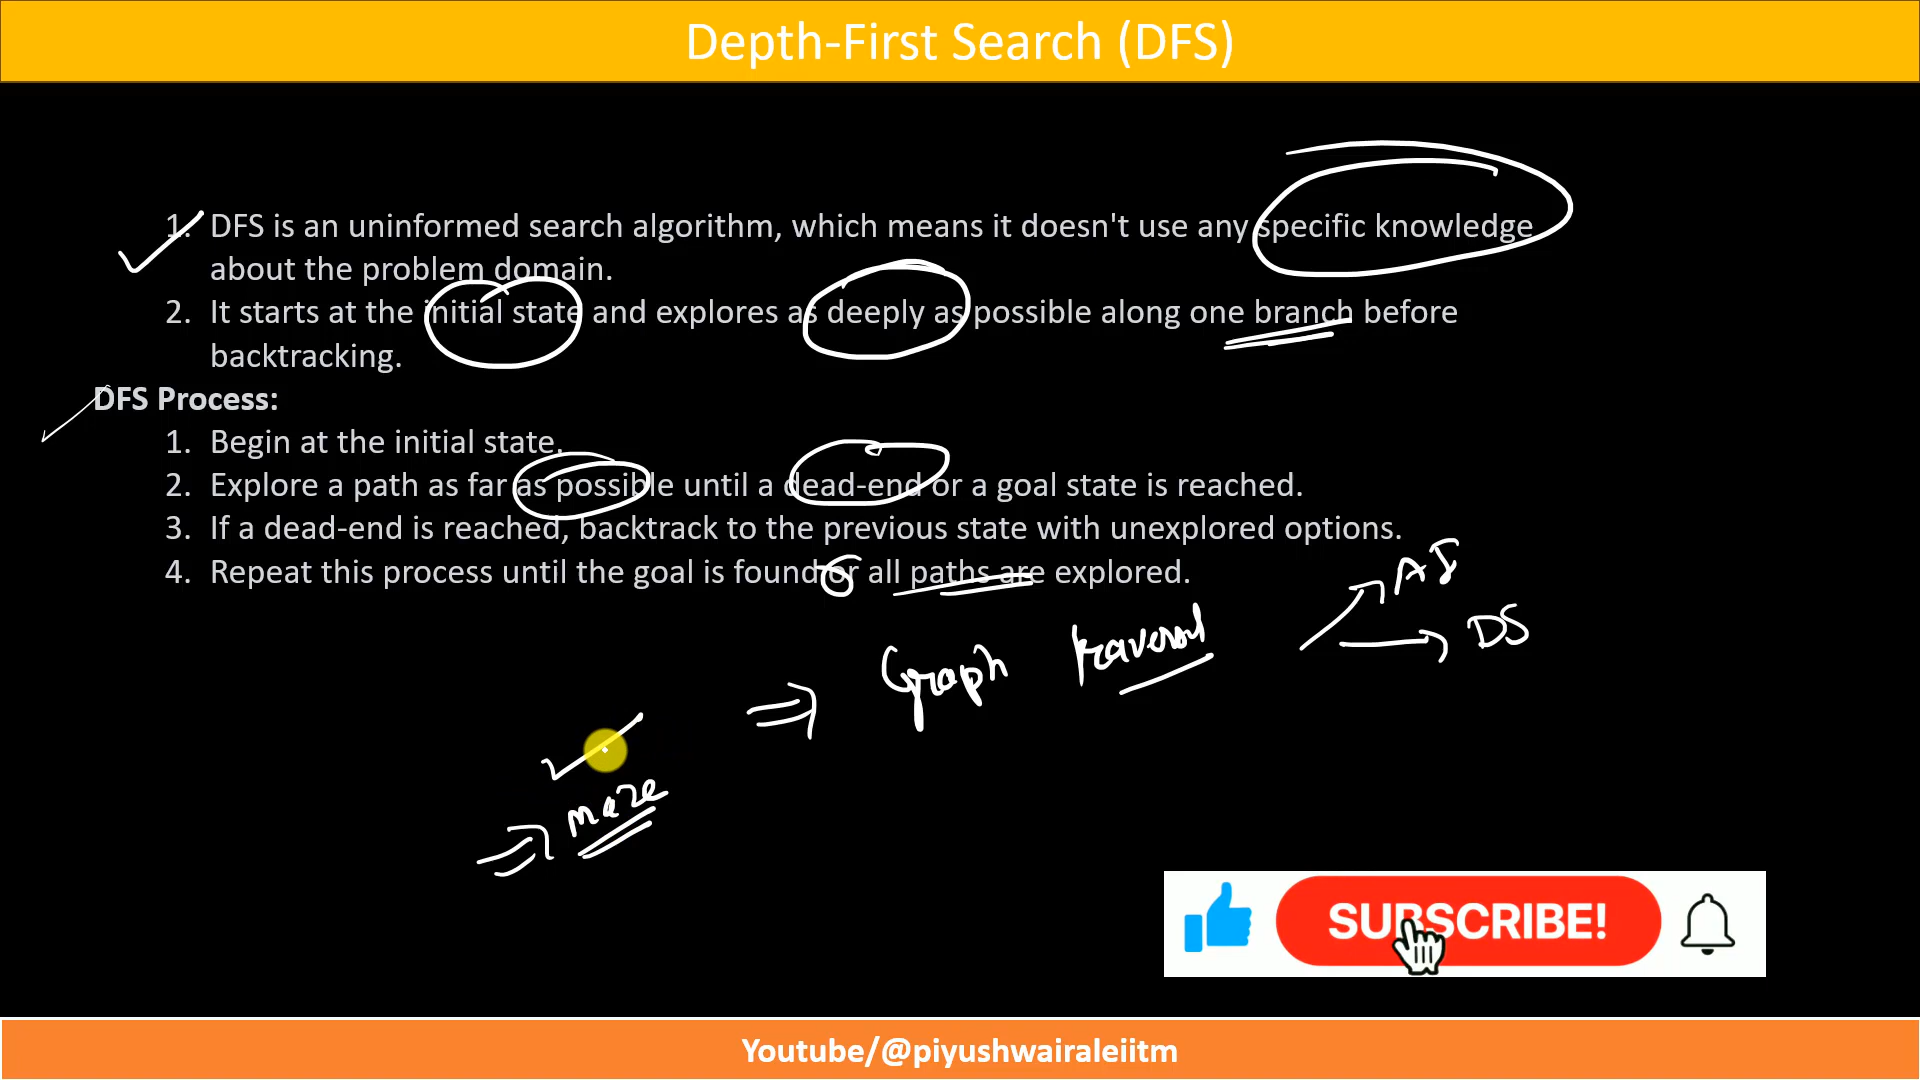 Depth-First Search (DFS)
1. DFS is an uninformed search algorithm, which means it doesn't use any specific knowledge
about the problem domain.
2. It starts at the initial state and explores as deeply as possible along one branch before
backtracking.
DFS Process:
1. Begin at the initial state.
2. Explore a path as far as possible until a dead-end or a goal state is reached.
3. If a dead-end is reached, backtrack to the previous state with unexplored options.
4. Repeat this process until the goal is found or all paths are explored.
AI
Graph traversal
DS
maze
SUBSCRIBE!
Youtube/@piyushwairaleiitm